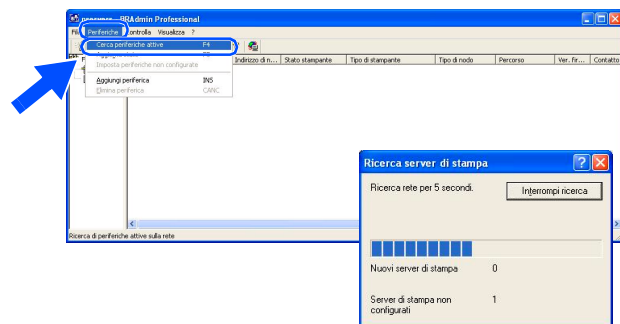 BRAdmin Professional
Periferiche Controlla Visualizza ?
Cerca periferiche attive F4
Imposta periferiche non configurate
Aggiungi periferica INS
Elimina periferica CANC
Indirizzo di n... Stato stampante Tipo di stampante Tipo di nodo Percorso Ver. fir... Contatto
Ricerca di periferiche attive sulla rete
Ricerca server di stampa
Ricerca rete per 5 secondi.
Interrompi ricerca
Nuovi server di stampa 0
Server di stampa non configurati 1